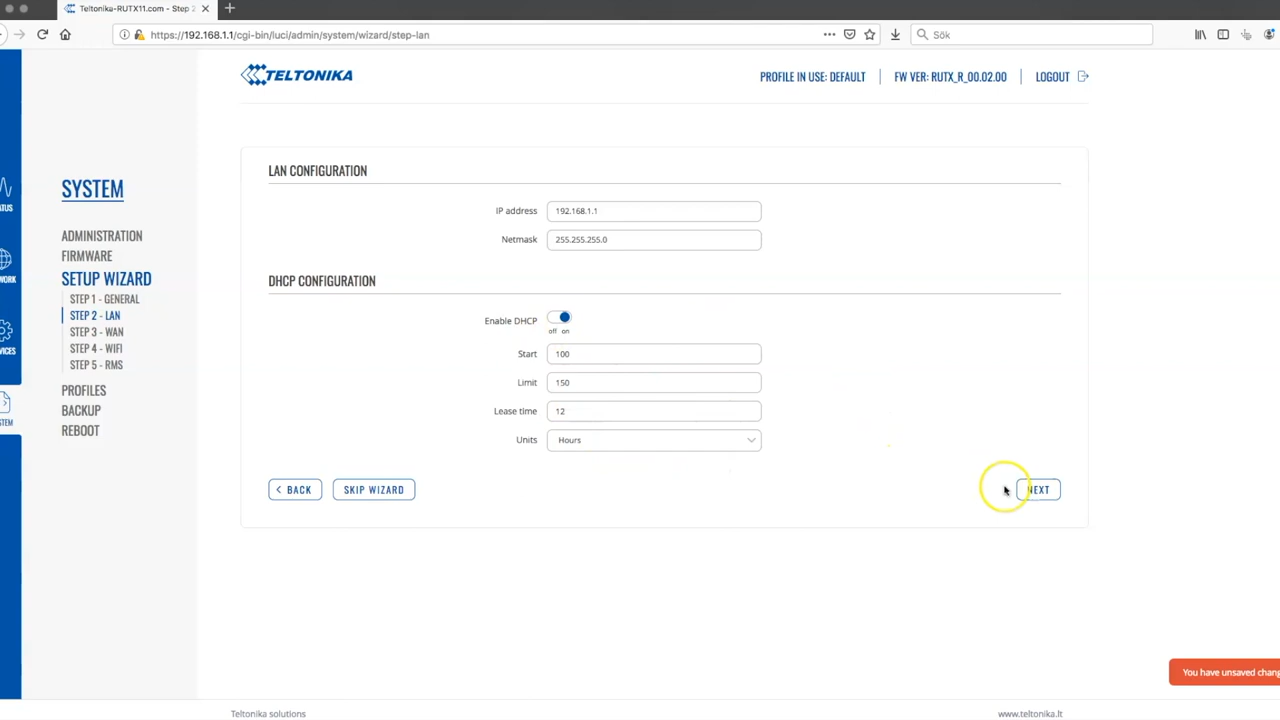 Teltonika-RUTX11.com - Step 2
https://192.168.1.1/cgi-bin/luci/admin/system/wizard/step-lan
Sök
TELTONIKA
PROFILE IN USE: DEFAULT
FW VER: RUTX_R_00.02.00
LOGOUT
SYSTEM
ADMINISTRATION
FIRMWARE
SETUP WIZARD
STEP 1 - GENERAL
STEP 2 - LAN
STEP 3 - WAN
STEP 4 - WIFI
STEP 5 - RMS
PROFILES
BACKUP
REBOOT
LAN CONFIGURATION
IP address 192.168.1.1
Netmask 255.255.255.0
DHCP CONFIGURATION
Enable DHCP
off on
Start 100
Limit 150
Lease time 12
Units Hours
BACK
SKIP WIZARD
NEXT
You have unsaved
Teltonika solutions
www.teltonika.lt